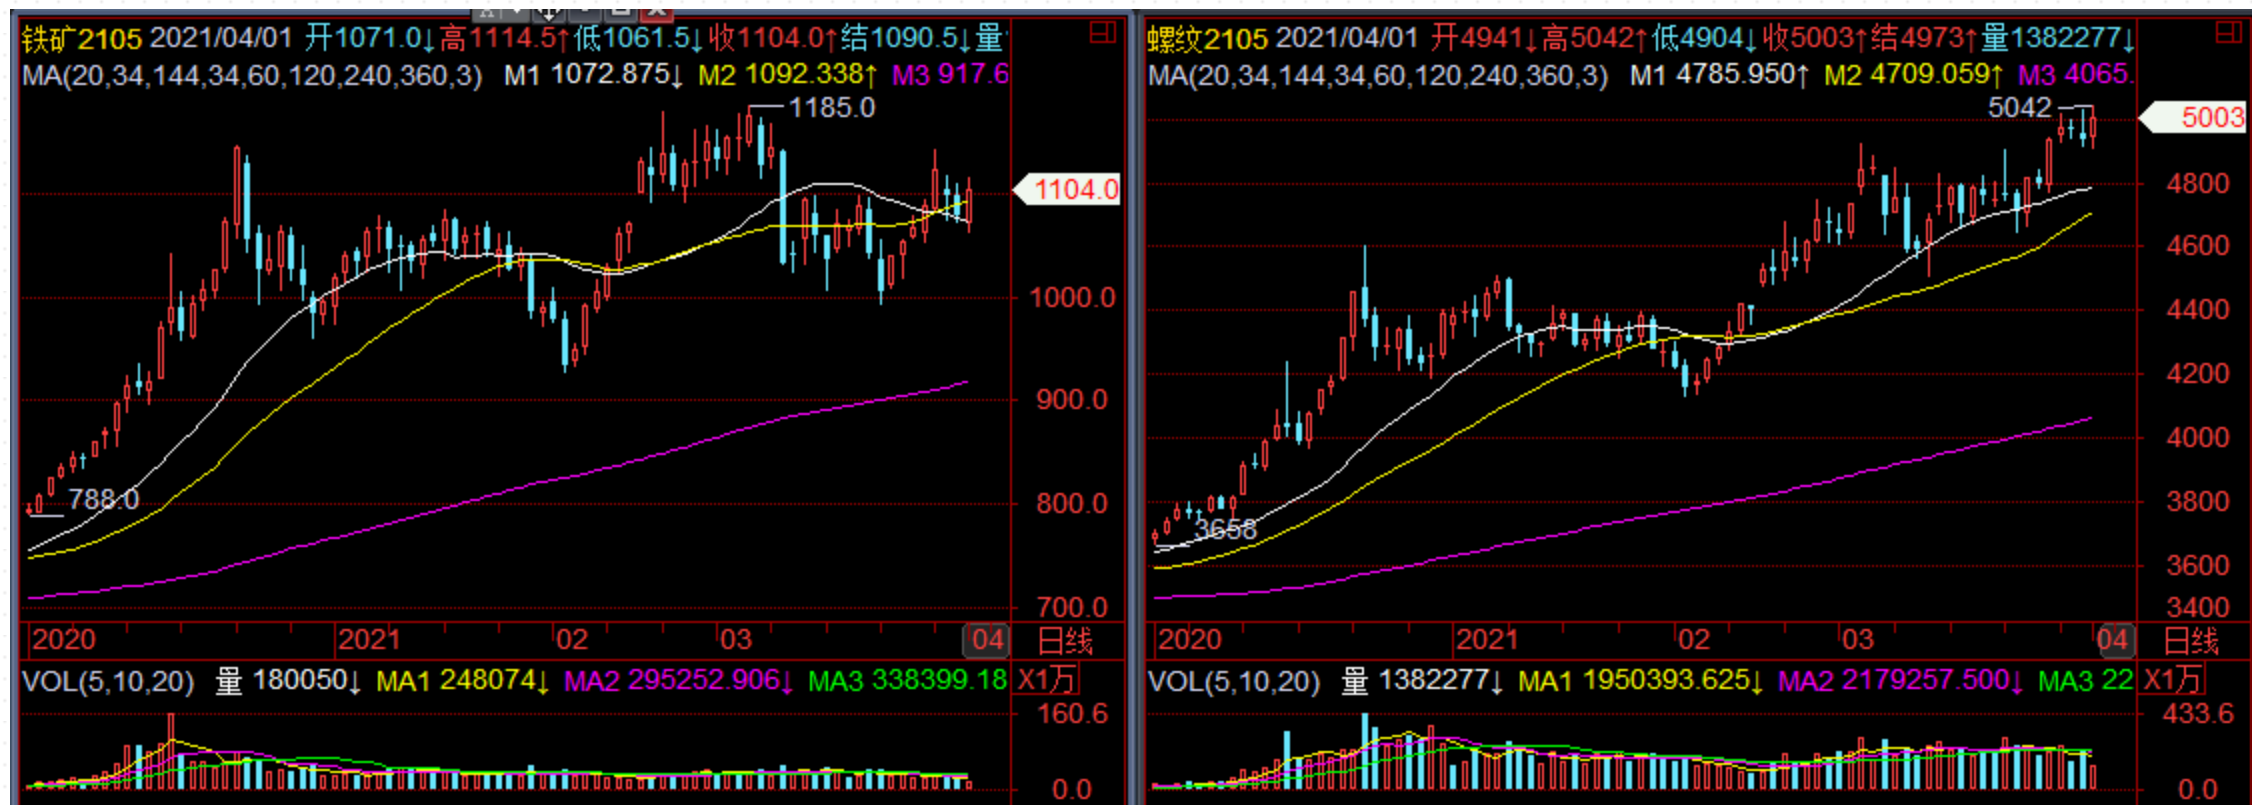 铁矿2105 2021/04/01 开1071.0↓高1114.5↑低1061.5↓收1104.0↑结1090.5↓量
MA(20,34,144,34,60,120,240,360,3) M1 1072.875↓ M2 1092.338↑ M3 917.6
1185.0
1104.0
1000.0
900.0
800.0
700.0
788.0
2020 2021 02 03 04 日线
VOL(5,10,20) 量 180050↓ MA1 248074↓ MA2 295252.906↓ MA3 338399.18 X1万
160.6
0.0
螺纹2105 2021/04/01 开4941↓高5042↑低4904↓收5003↑结4973↑量1382277↓
MA(20,34,144,34,60,120,240,360,3) M1 4785.950↑ M2 4709.059↑ M3 4065.
5042
5003
4800
4600
4400
4200
4000
3800
3600
3400
3658
2020 2021 02 03 04 日线
VOL(5,10,20) 量 1382277↓ MA1 1950393.625↓ MA2 2179257.500↓ MA3 22 X1万
433.6
0.0